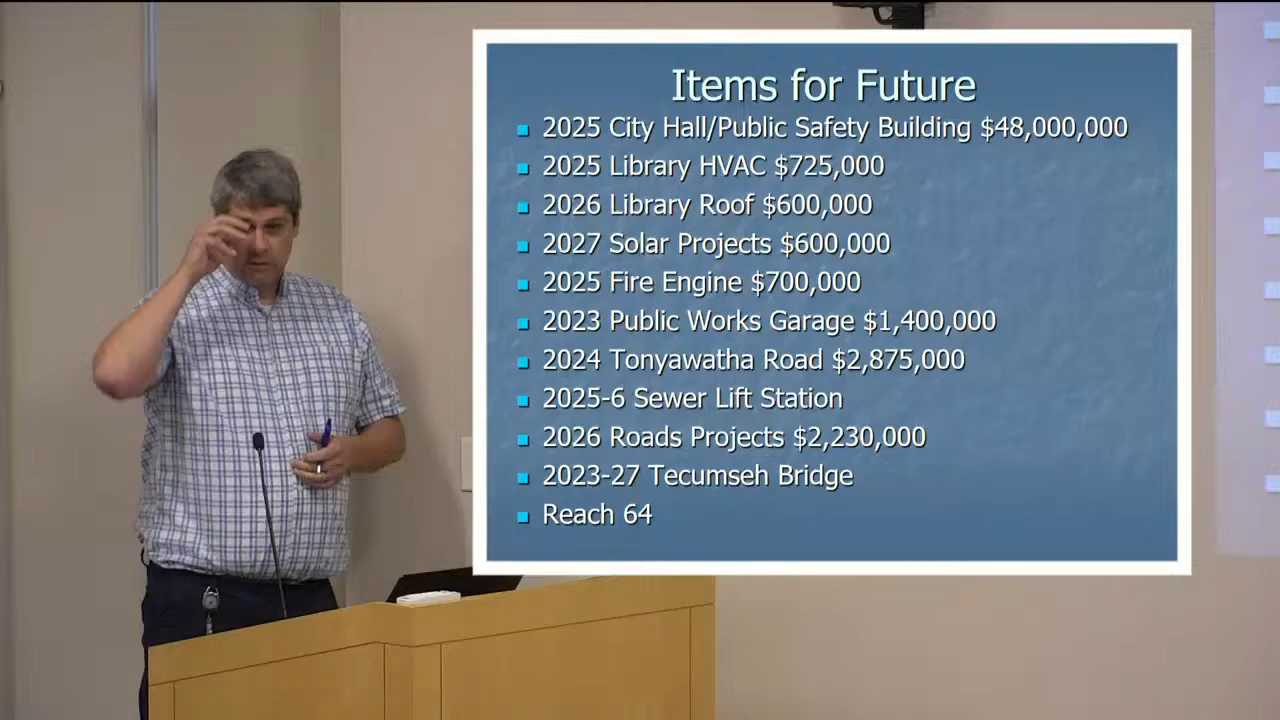 Items for Future
2025 City Hall/Public Safety Building $48,000,000
2025 Library HVAC $725,000
2026 Library Roof $600,000
2027 Solar Projects $600,000
2025 Fire Engine $700,000
2023 Public Works Garage $1,400,000
2024 Tonyawatha Road $2,875,000
2025-6 Sewer Lift Station
2026 Roads Projects $2,230,000
2023-27 Tecumseh Bridge
Reach 64